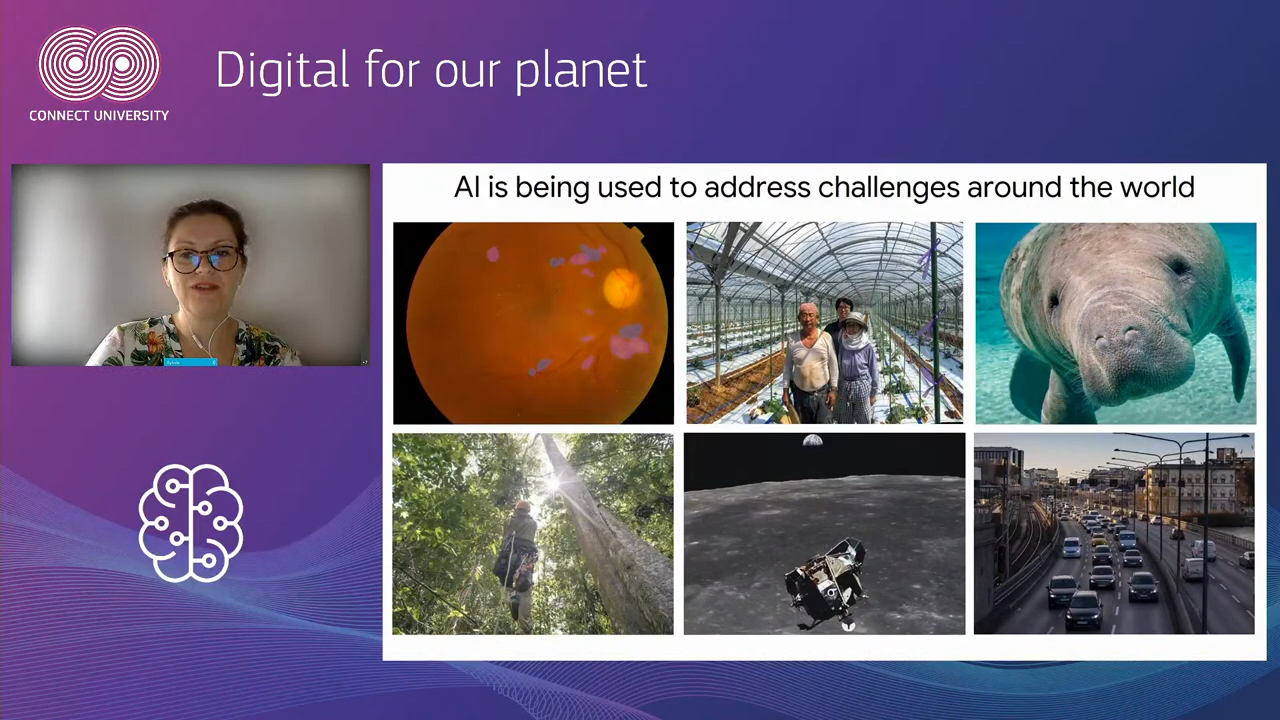 Digital for our planet
CONNECT UNIVERSITY
AI is being used to address challenges around the world